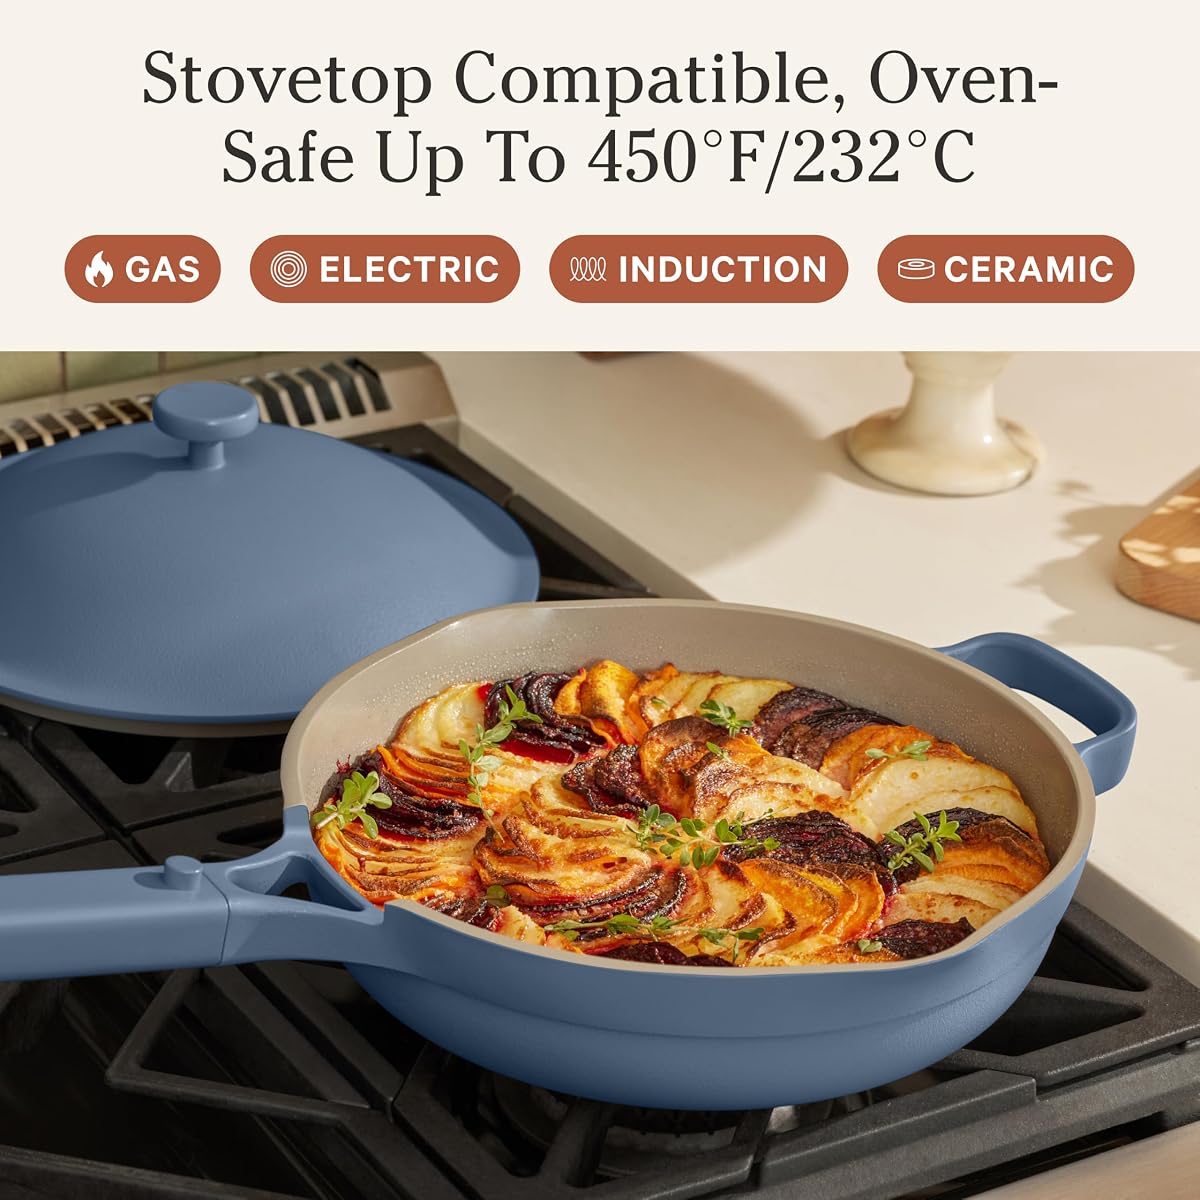 Stovetop Compatible, Oven-
Safe Up To 450°F/232°C
GAS
ELECTRIC
INDUCTION
CERAMIC